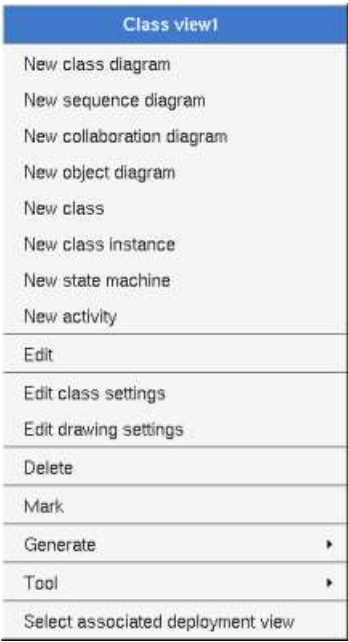 Class view1
New class diagram
New sequence diagram
New collaboration diagram
New object diagram
New class
New class instance
New state machine
New activity
Edit
Edit class settings
Edit drawing settings
Delete
Mark
Generate
Tool
Select associated deployment view